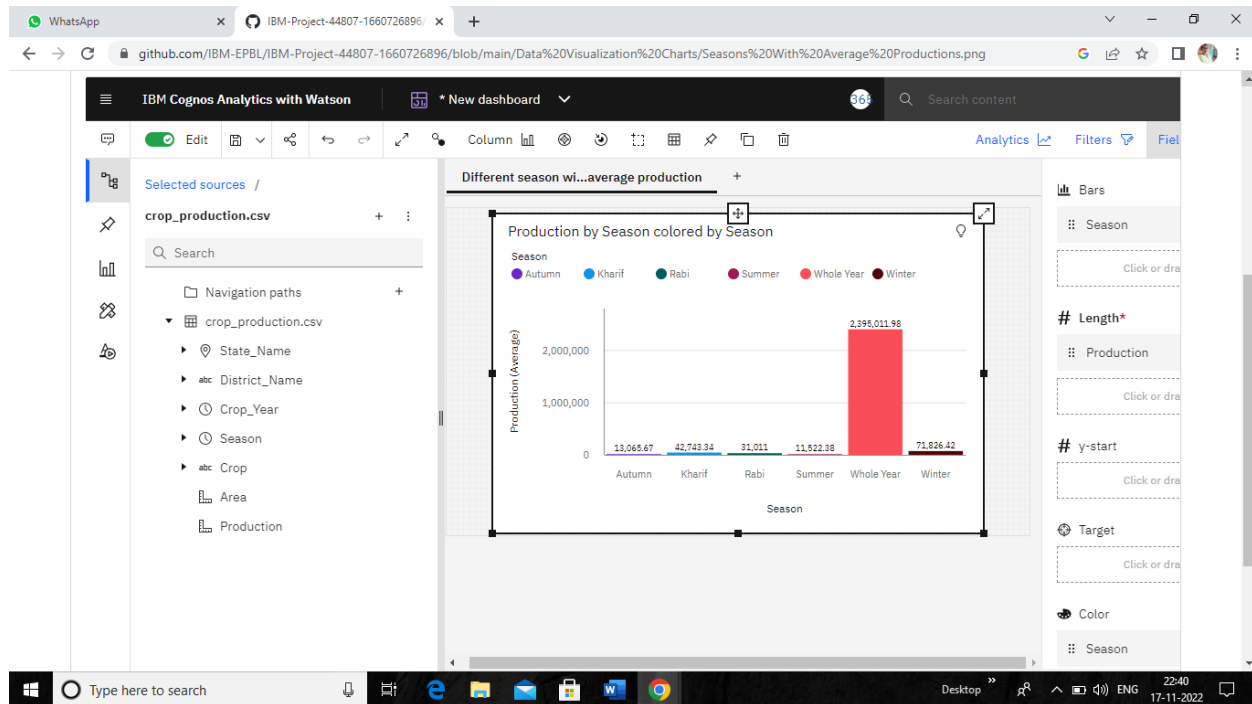 WhatsApp
IBM-Project-44807-1660726896/
github.com/IBM-EPBL/IBM-Project-44807-1660726896/blob/main/Data%20Visualization%20Charts/Seasons%20With%20Average%20Productions.png
IBM Cognos Analytics with Watson
* New dashboard
Search content
Edit
Column
Analytics
Filters
Fiel
Selected sources /
crop_production.csv
Search
Navigation paths
crop_production.csv
State_Name
abc District_Name
Crop_Year
Season
abc Crop
Area
Production
Different season wi...average production
Production by Season colored by Season
Season
Autumn Kharif Rabi Summer Whole Year Winter
Production (Average)
2,000,000
1,000,000
0
13,065.67 42,743.34 31,011 11,522.38 2,395,011.98 71,826.42
Autumn Kharif Rabi Summer Whole Year Winter
Season
Bars
Season
Click or dra
# Length*
Production
Click or dra
# y-start
Click or dra
Target
Click or dra
Color
Season
Type here to search
Desktop
ENG
22:40
17-11-2022